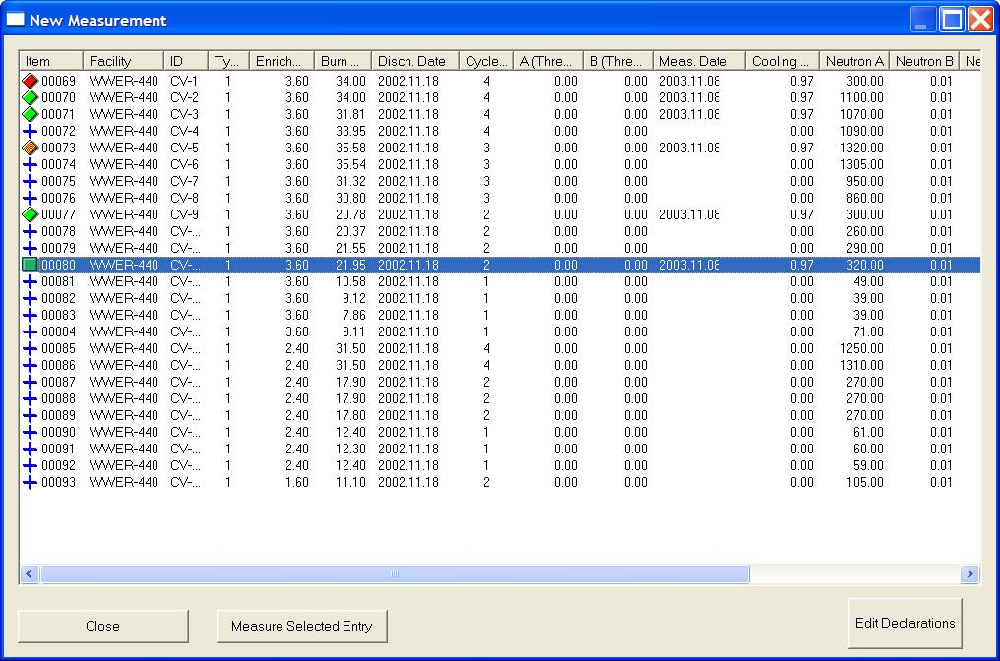 New Measurement
Item Facility ID Ty... Enrich... Burn ... Disch. Date Cycle... A (Thre... B (Thre... Meas. Date Cooling ... Neutron A Neutron B Ne
00069 WWER-440 CV-1 1 3.60 34.00 2002.11.18 4 0.00 0.00 2003.11.08 0.97 300.00 0.01
00070 WWER-440 CV-2 1 3.60 34.00 2002.11.18 4 0.00 0.00 2003.11.08 0.97 1100.00 0.01
00071 WWER-440 CV-3 1 3.60 31.81 2002.11.18 4 0.00 0.00 2003.11.08 0.97 1070.00 0.01
00072 WWER-440 CV-4 1 3.60 33.95 2002.11.18 4 0.00 0.00 0.00 1090.00 0.01
00073 WWER-440 CV-5 1 3.60 35.58 2002.11.18 3 0.00 0.00 2003.11.08 0.97 1320.00 0.01
00074 WWER-440 CV-6 1 3.60 35.54 2002.11.18 3 0.00 0.00 0.00 1305.00 0.01
00075 WWER-440 CV-7 1 3.60 31.32 2002.11.18 3 0.00 0.00 0.00 950.00 0.01
00076 WWER-440 CV-8 1 3.60 30.80 2002.11.18 3 0.00 0.00 0.00 860.00 0.01
00077 WWER-440 CV-9 1 3.60 20.78 2002.11.18 2 0.00 0.00 2003.11.08 0.97 300.00 0.01
00078 WWER-440 CV-... 1 3.60 20.37 2002.11.18 2 0.00 0.00 0.00 260.00 0.01
00079 WWER-440 CV-... 1 3.60 21.55 2002.11.18 2 0.00 0.00 0.00 290.00 0.01
00080 WWER-440 CV-... 1 3.60 21.95 2002.11.18 2 0.00 0.00 2003.11.08 0.97 320.00 0.01
00081 WWER-440 CV-... 1 3.60 10.58 2002.11.18 1 0.00 0.00 0.00 49.00 0.01
00082 WWER-440 CV-... 1 3.60 9.12 2002.11.18 1 0.00 0.00 0.00 39.00 0.01
00083 WWER-440 CV-... 1 3.60 7.86 2002.11.18 1 0.00 0.00 0.00 39.00 0.01
00084 WWER-440 CV-... 1 3.60 9.11 2002.11.18 1 0.00 0.00 0.00 71.00 0.01
00085 WWER-440 CV-... 1 2.40 31.50 2002.11.18 4 0.00 0.00 0.00 1250.00 0.01
00086 WWER-440 CV-... 1 2.40 31.50 2002.11.18 4 0.00 0.00 0.00 1310.00 0.01
00087 WWER-440 CV-... 1 2.40 17.90 2002.11.18 2 0.00 0.00 0.00 270.00 0.01
00088 WWER-440 CV-... 1 2.40 17.90 2002.11.18 2 0.00 0.00 0.00 270.00 0.01
00089 WWER-440 CV-... 1 2.40 17.80 2002.11.18 2 0.00 0.00 0.00 270.00 0.01
00090 WWER-440 CV-... 1 2.40 12.40 2002.11.18 1 0.00 0.00 0.00 61.00 0.01
00091 WWER-440 CV-... 1 2.40 12.30 2002.11.18 1 0.00 0.00 0.00 60.00 0.01
00092 WWER-440 CV-... 1 2.40 12.40 2002.11.18 1 0.00 0.00 0.00 59.00 0.01
00093 WWER-440 CV-... 1 1.60 11.10 2002.11.18 2 0.00 0.00 0.00 105.00 0.01
Close Measure Selected Entry Edit Declarations